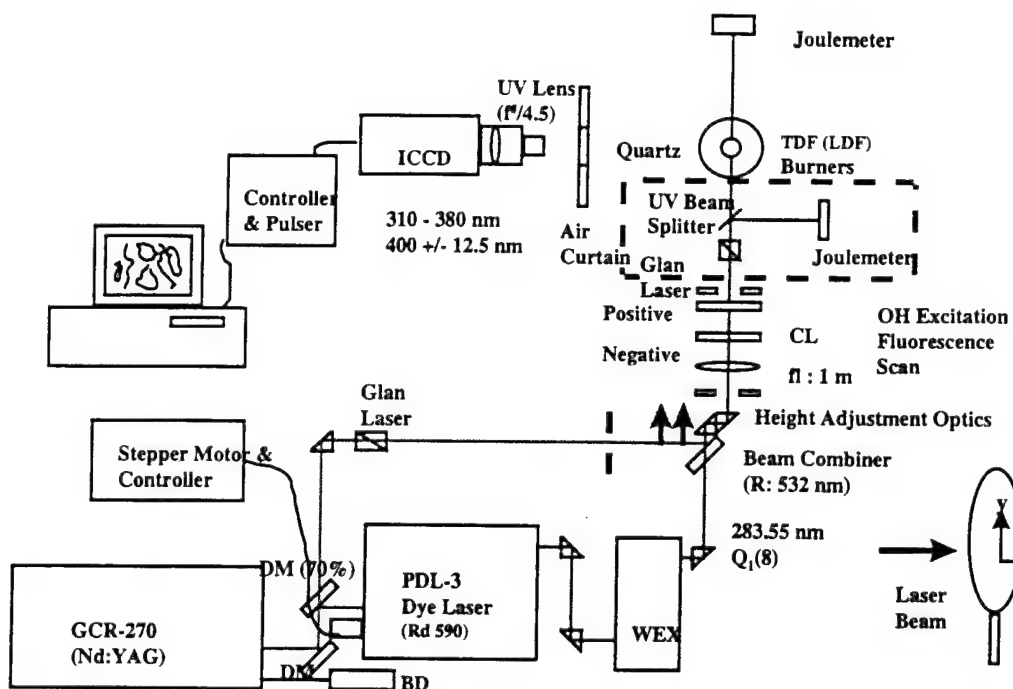 Joulemeter
UV Lens
(f#/4.5)
ICCD
Quartz
TDF (LDF)
Burners
Controller
& Pulser
310 - 380 nm
400 +/- 12.5 nm
Air
Curtain
UV Beam
Splitter
Joulemeter
Glan
Laser
Positive
CL
Negative
fl : 1 m
OH Excitation
Fluorescence
Scan
Glan
Laser
Height Adjustment Optics
Stepper Motor &
Controller
Beam Combiner
(R: 532 nm)
283.55 nm
Q1(8)
Y
DM (70%)
PDL-3
Dye Laser
(Rd 590)
GCR-270
(Nd:YAG)
WEX
Laser
Beam
DM
BD